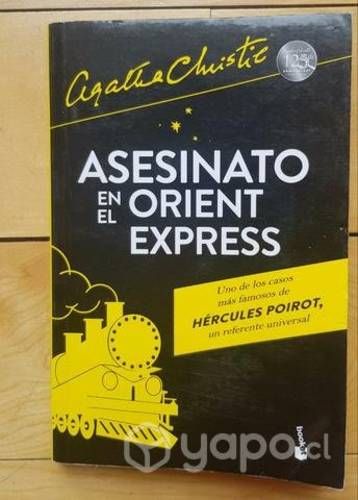 Agatha Christie
125
ASESINATO
EN EL ORIENT
EXPRESS
Uno de los casos
más famosos de
HÉRCULES POIROT,
un referente universal
booket
yapo.cl